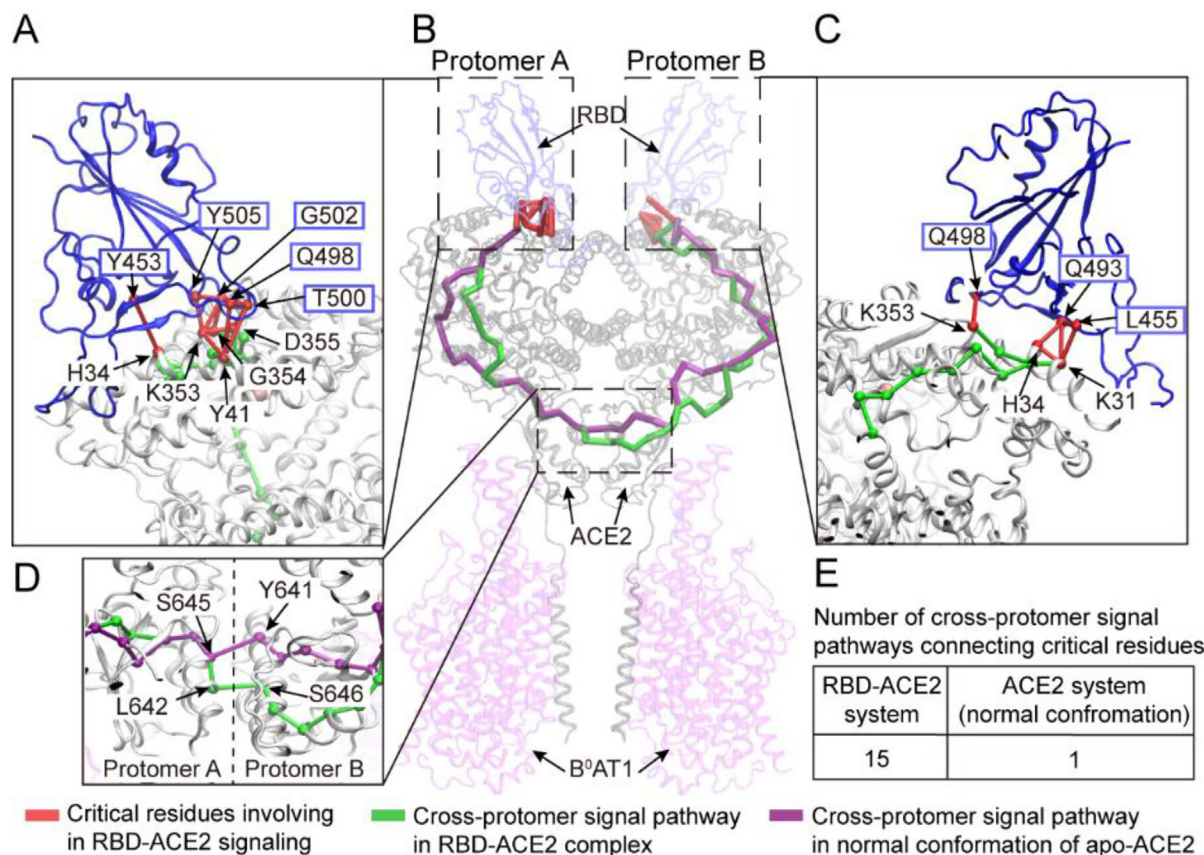 A
B
C
Protomer A
Protomer B
RBD
Y505
G502
Q498
Y453
T500
D355
H34
G354
K353
Y41
Q498
Q493
K353
L455
H34
K31
ACE2
D
Y641
S645
L642
S646
Protomer A
Protomer B
B⁰AT1
E
Number of cross-protomer signal
pathways connecting critical residues
RBD-ACE2
system
ACE2 system
(normal confromation)
15
1
Critical residues involving
in RBD-ACE2 signaling
Cross-protomer signal pathway
in RBD-ACE2 complex
Cross-protomer signal pathway
in normal conformation of apo-ACE2